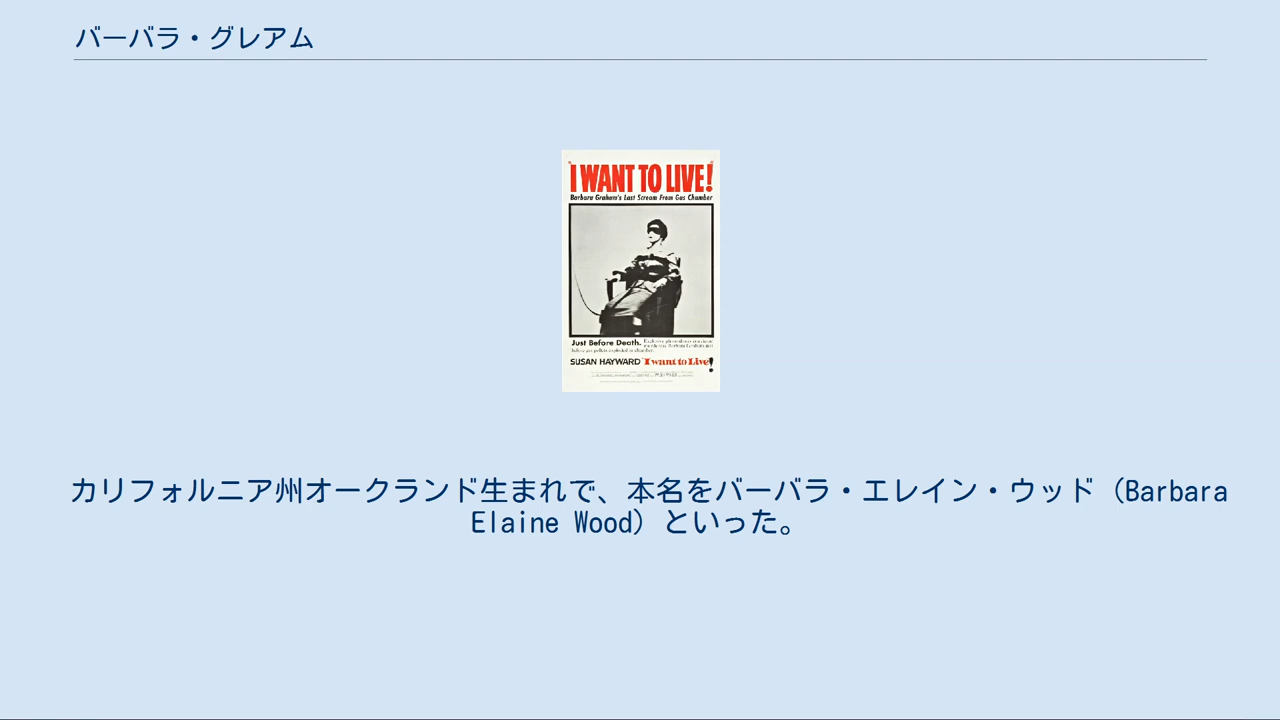 バーバラ・グレアム
"I WANT TO LIVE!"
Barbara Graham's Last Scream From Gas Chamber
Just Before Death.
SUSAN HAYWARD "I want to Live!"
カリフォルニア州オークランド生まれで、本名をバーバラ・エレイン・ウッド（Barbara
Elaine Wood）といった。